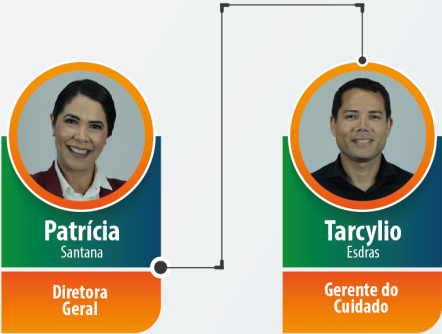 Patrícia
Santana
Diretora
Geral
Tarcylio
Esdras
Gerente do
Cuidado